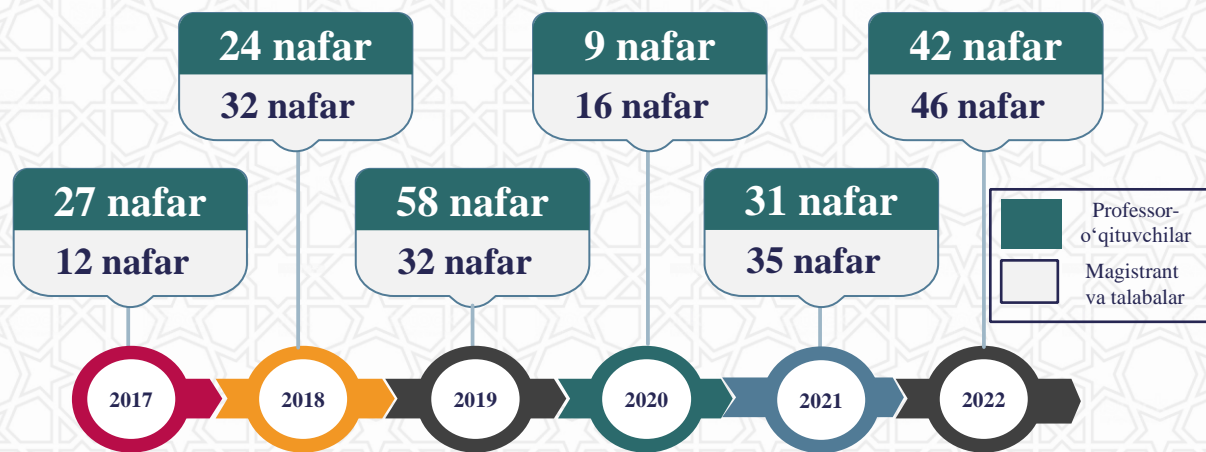 24 nafar
32 nafar
9 nafar
16 nafar
42 nafar
46 nafar
27 nafar
12 nafar
58 nafar
32 nafar
31 nafar
35 nafar
Professor-
o‘qituvchilar
Magistrant
va talabalar
2017
2018
2019
2020
2021
2022